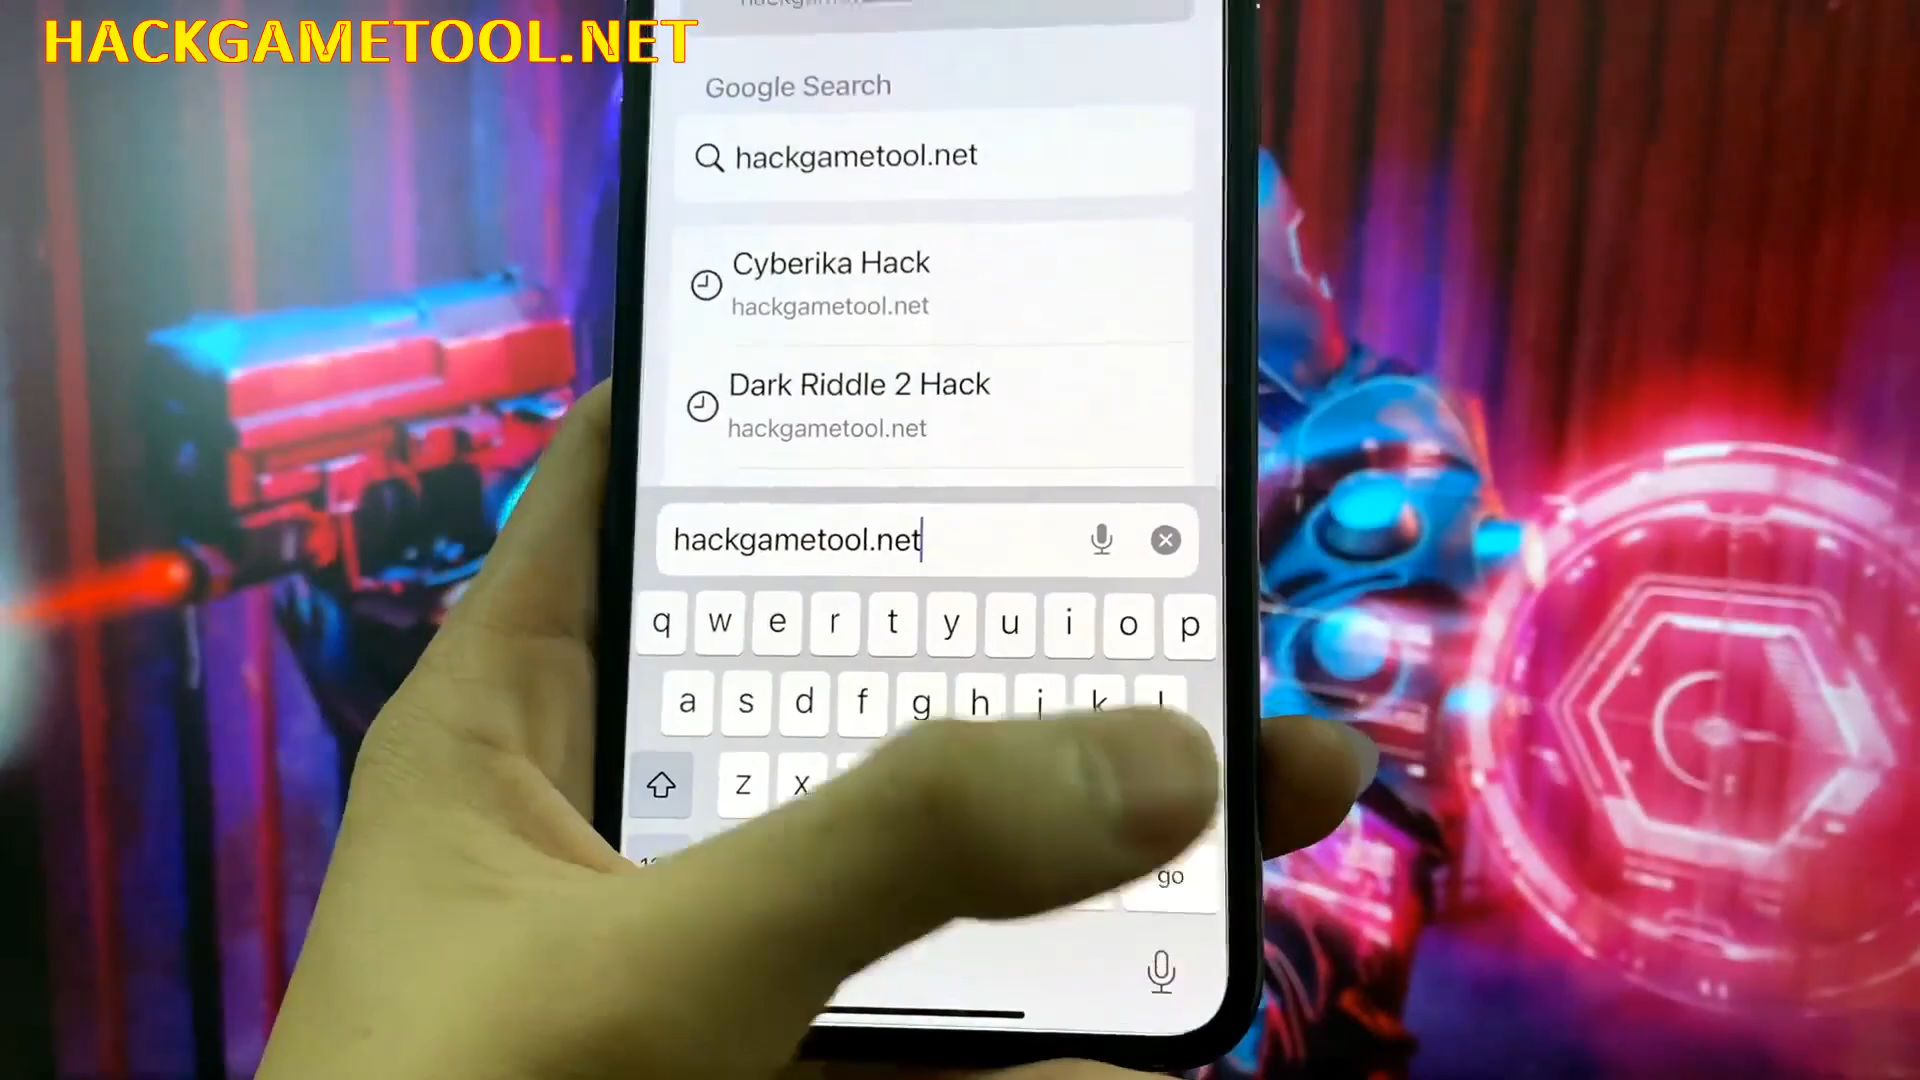 HACKGAMETOOL.NET
Google Search
hackgametool.net
Cyberika Hack
hackgametool.net
Dark Riddle 2 Hack
hackgametool.net
hackgametool.net
q w e r t y u i o p
a s d f g h j k l
z x
go